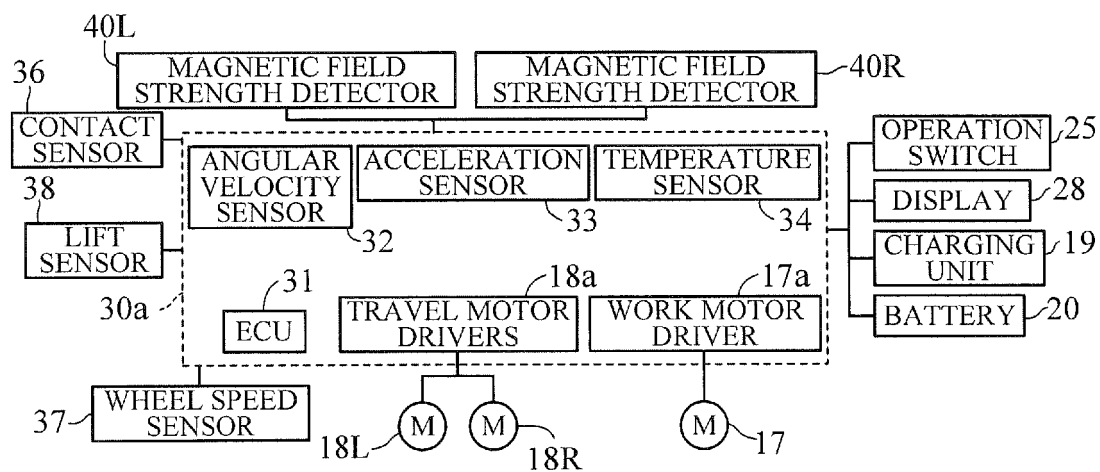 40L
MAGNETIC FIELD
STRENGTH DETECTOR
MAGNETIC FIELD
STRENGTH DETECTOR
40R
36
CONTACT
SENSOR
38
LIFT
SENSOR
30a
ANGULAR
VELOCITY
SENSOR
32
ACCELERATION
SENSOR
33
TEMPERATURE
SENSOR
34
OPERATION
SWITCH
25
DISPLAY
28
CHARGING
UNIT
19
BATTERY
20
31
ECU
18a
TRAVEL MOTOR
DRIVERS
17a
WORK MOTOR
DRIVER
WHEEL SPEED
SENSOR
37
M
18L
M
18R
M
17